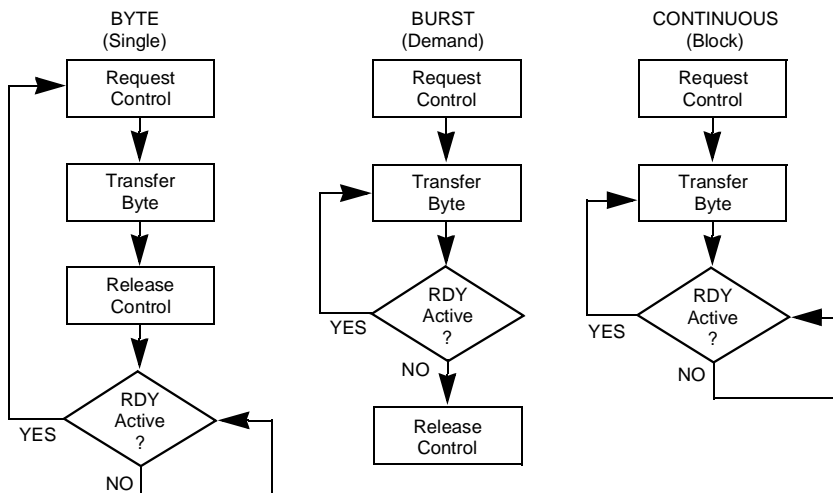 BYTE
(Single)
Request
Control
Transfer
Byte
Release
Control
RDY
Active
?
YES
NO
BURST
(Demand)
Request
Control
Transfer
Byte
RDY
Active
?
YES
NO
Release
Control
CONTINUOUS
(Block)
Request
Control
Transfer
Byte
RDY
Active
?
YES
NO